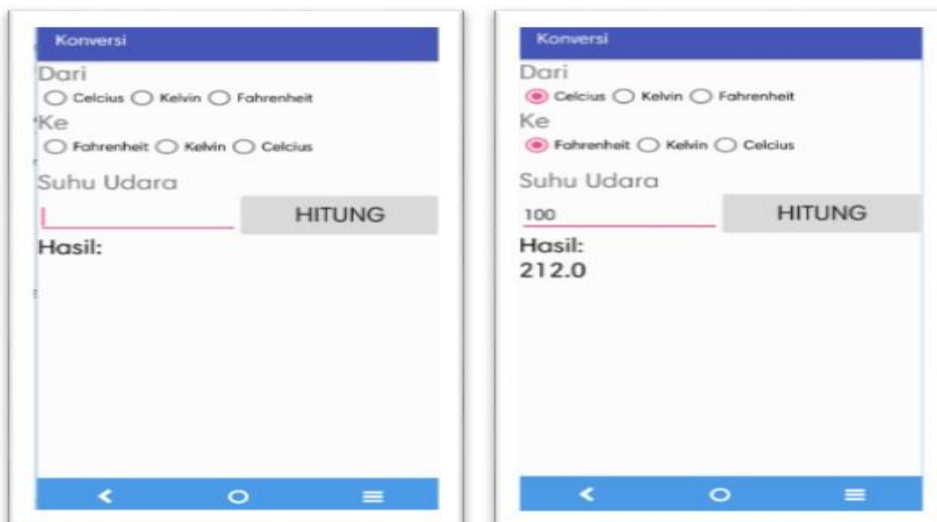 Konversi
Dari
Celcius Kelvin Fahrenheit
Ke
Fahrenheit Kelvin Celcius
Suhu Udara
HITUNG
Hasil:
Konversi
Dari
Celcius Kelvin Fahrenheit
Ke
Fahrenheit Kelvin Celcius
Suhu Udara
100 HITUNG
Hasil:
212.0